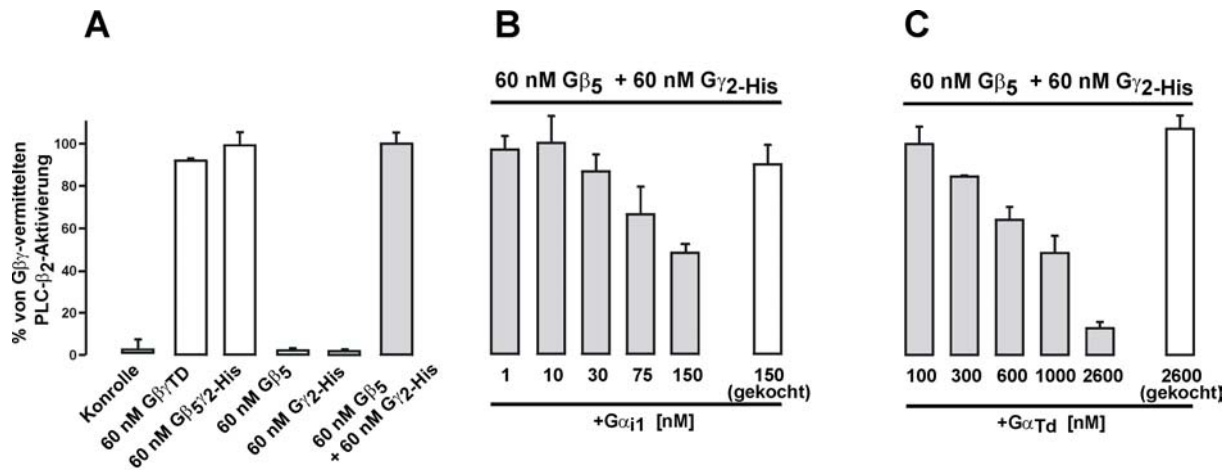 A
B
C
60 nM Gβ5 + 60 nM Gγ2-His
60 nM Gβ5 + 60 nM Gγ2-His
% von Gβγ-vermittelten
PLC-β2-Aktivierung
100
80
60
40
20
0
Konrolle
60 nM GβγTD
60 nM Gβ5γ2-His
60 nM Gβ5
60 nM Gγ2-His
60 nM Gβ5
+ 60 nM Gγ2-His
1 10 30 75 150 150
(gekocht)
+Gαi1 [nM]
100 300 600 1000 2600 2600
(gekocht)
+GαTd [nM]